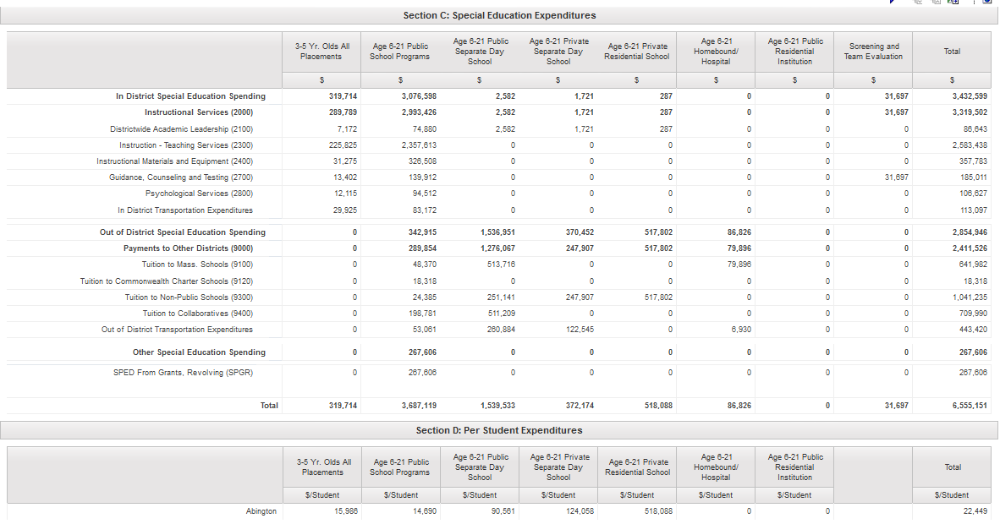 Section C: Special Education Expenditures
3-5 Yr. Olds All Placements Age 6-21 Public School Programs Age 6-21 Public Separate Day School Age 6-21 Private Separate Day School Age 6-21 Private Residential School Age 6-21 Homebound/ Hospital Age 6-21 Public Residential Institution Screening and Team Evaluation Total
$ $ $ $ $ $ $ $ $
In District Special Education Spending 319,714 3,076,598 2,582 1,721 287 0 0 31,697 3,432,599
Instructional Services (2000) 289,789 2,993,426 2,582 1,721 287 0 0 31,697 3,319,502
Districtwide Academic Leadership (2100) 7,172 74,880 2,582 1,721 287 0 0 0 86,643
Instruction - Teaching Services (2300) 225,825 2,357,613 0 0 0 0 0 0 2,583,438
Instructional Materials and Equipment (2400) 31,275 326,508 0 0 0 0 0 0 357,783
Guidance, Counseling and Testing (2700) 13,402 139,912 0 0 0 0 0 31,697 185,011
Psychological Services (2800) 12,115 94,512 0 0 0 0 0 0 106,627
In District Transportation Expenditures 29,925 83,172 0 0 0 0 0 0 113,097
Out of District Special Education Spending 0 342,915 1,536,951 370,452 517,802 86,826 0 0 2,854,946
Payments to Other Districts (9000) 0 289,854 1,276,067 247,907 517,802 79,896 0 0 2,411,526
Tuition to Mass. Schools (9100) 0 48,370 513,716 0 0 79,896 0 0 641,982
Tuition to Commonwealth Charter Schools (9120) 0 18,318 0 0 0 0 0 0 18,318
Tuition to Non-Public Schools (9300) 0 24,385 251,141 247,907 517,802 0 0 0 1,041,235
Tuition to Collaboratives (9400) 0 198,781 511,209 0 0 0 0 0 709,990
Out of District Transportation Expenditures 0 53,061 260,884 122,545 0 6,930 0 0 443,420
Other Special Education Spending 0 267,606 0 0 0 0 0 0 267,606
SPED From Grants, Revolving (SPGR) 0 267,606 0 0 0 0 0 0 267,606
Total 319,714 3,687,119 1,539,533 372,174 518,088 86,826 0 31,697 6,555,151
Section D: Per Student Expenditures
3-5 Yr. Olds All Placements Age 6-21 Public School Programs Age 6-21 Public Separate Day School Age 6-21 Private Separate Day School Age 6-21 Private Residential School Age 6-21 Homebound/ Hospital Age 6-21 Public Residential Institution Total
$/Student $/Student $/Student $/Student $/Student $/Student $/Student $/Student
Abington 15,986 14,690 90,561 124,058 518,088 0 0 22,449